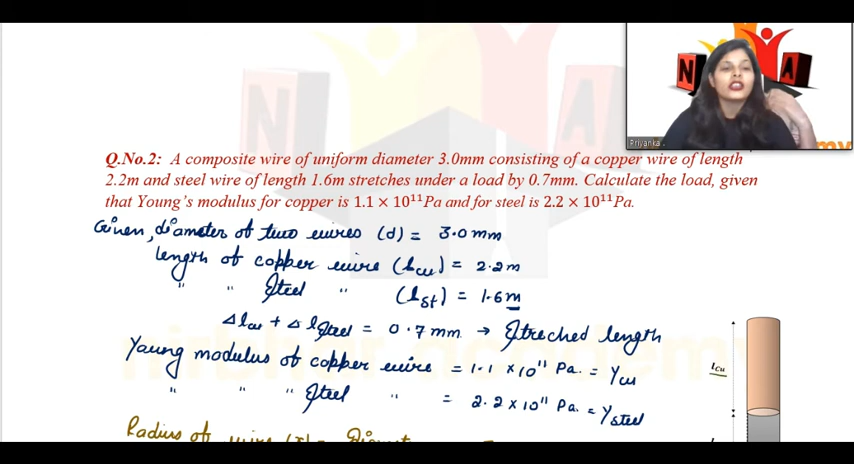 N A
Priyanka
Q.No.2: A composite wire of uniform diameter 3.0mm consisting of a copper wire of length
2.2m and steel wire of length 1.6m stretches under a load by 0.7mm. Calculate the load, given
that Young's modulus for copper is 1.1 × 10¹¹Pa and for steel is 2.2 × 10¹¹Pa.
Given, diameter of two wires (d) = 3.0 mm
length of copper wire (lcu) = 2.2 m
" " Steel " (lSt) = 1.6 m
Δlcu + Δlsteel = 0.7 mm → Stretched length
Young modulus of copper wire = 1.1 × 10¹¹ Pa. = Ycu
" " " Steel " = 2.2 × 10¹¹ Pa = Ysteel
lCu
Radius of wire (r) =